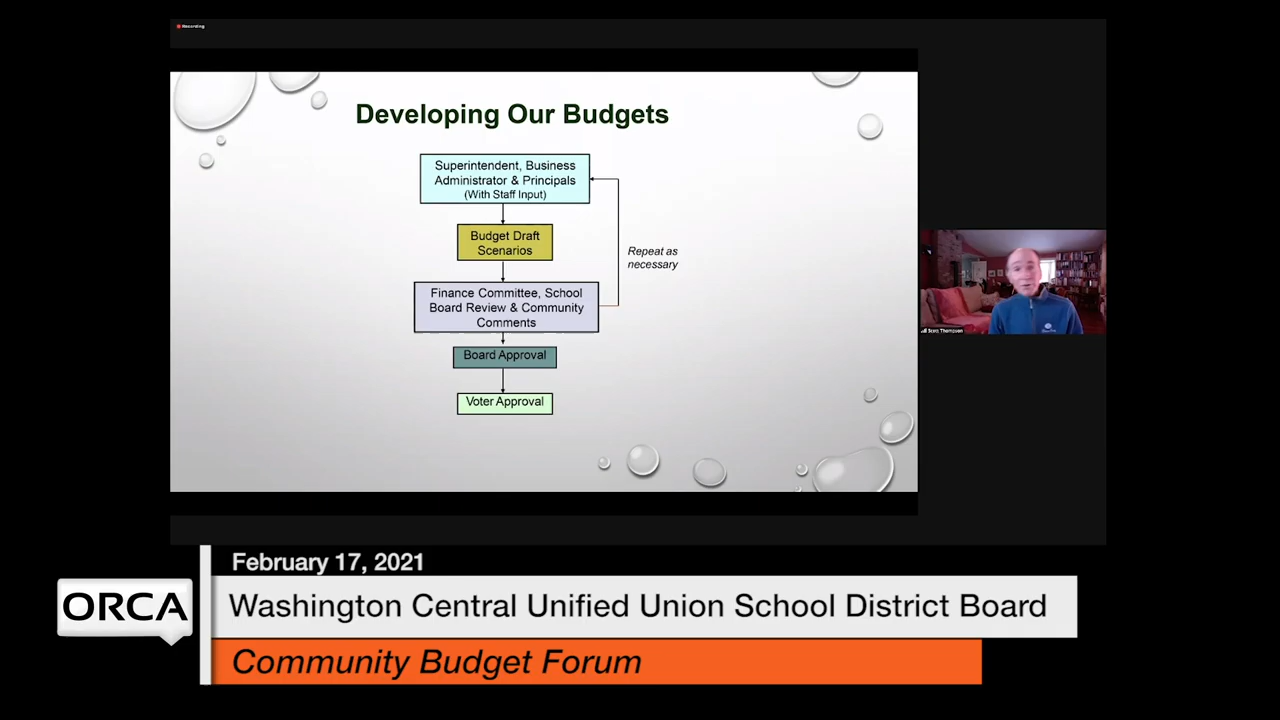 Recording
Developing Our Budgets
Superintendent, Business
Administrator & Principals
(With Staff Input)
Budget Draft
Scenarios
Repeat as
necessary
Finance Committee, School
Board Review & Community
Comments
Board Approval
Voter Approval
Scott Thompson
February 17, 2021
ORCA
Washington Central Unified Union School District Board
Community Budget Forum